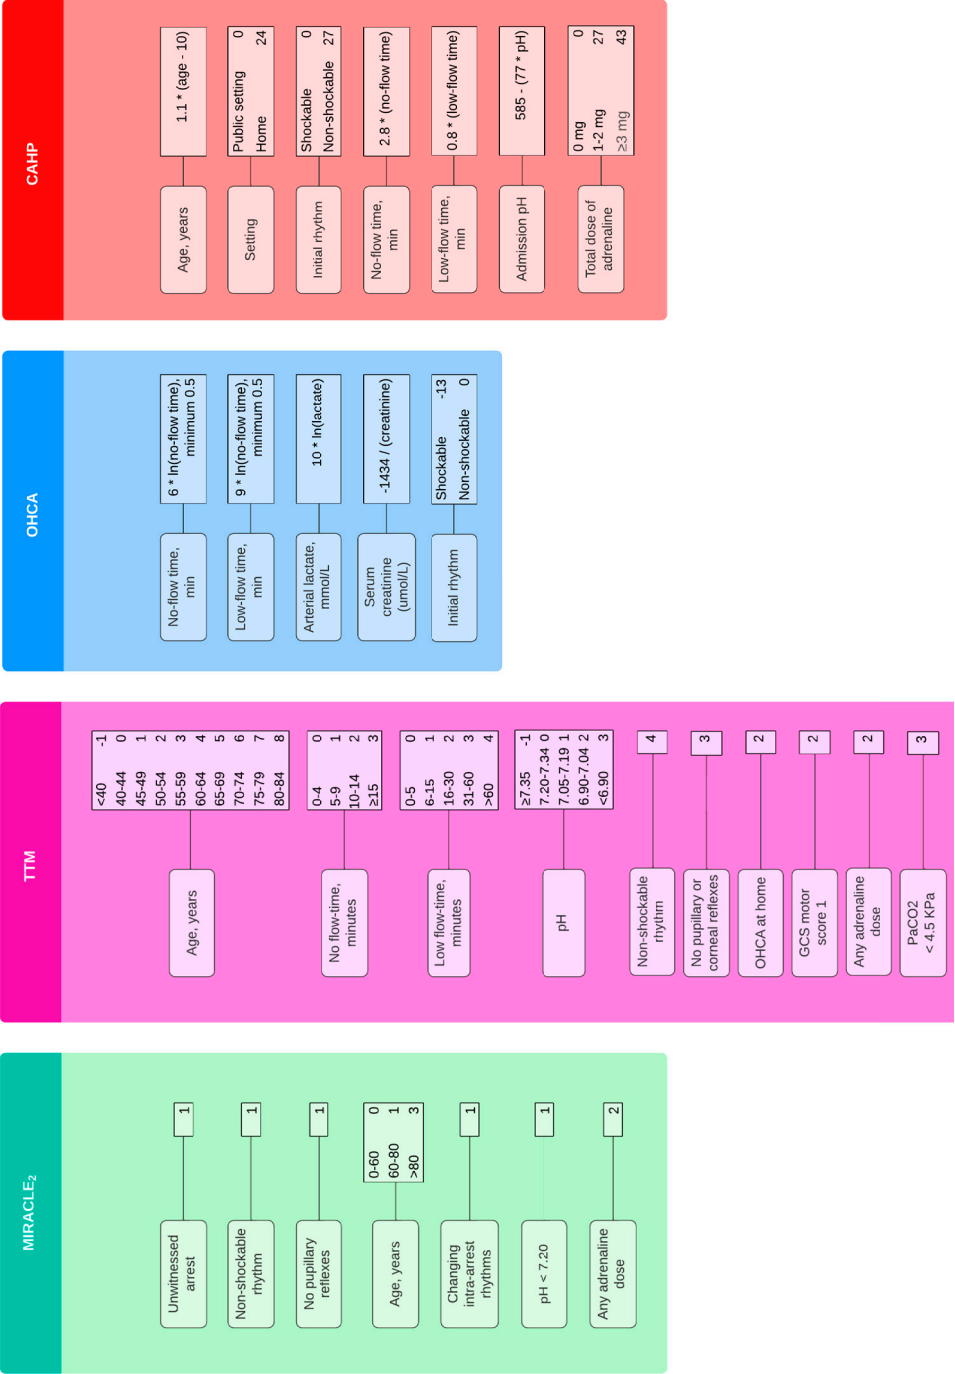 MIRACLE₂
Unwitnessed
arrest
1
Non-shockable
rhythm
1
No pupillary
reflexes
1
Age, years
0-60 0
60-80 1
>80 3
Changing
intra-arrest
rhythms
1
pH < 7.20
1
Any adrenaline
dose
2
TTM
Age, years
<40 -1
40-44 0
45-49 1
50-54 2
55-59 3
60-64 4
65-69 5
70-74 6
75-79 7
80-84 8
No flow-time,
minutes
0-4 0
5-9 1
10-14 2
≥15 3
Low flow-time,
minutes
0-5 0
6-15 1
16-30 2
31-60 3
>60 4
pH
≥7.35 -1
7.20-7.34 0
7.05-7.19 1
6.90-7.04 2
<6.90 3
Non-shockable
rhythm
4
No pupillary or
corneal reflexes
3
OHCA at home
2
GCS motor
score 1
2
Any adrenaline
dose
2
PaCO2
< 4.5 KPa
3
OHCA
No-flow time,
min
6 * ln(no-flow time),
minimum 0.5
Low-flow time,
min
9 * ln(no-flow time),
minimum 0.5
Arterial lactate,
mmol/L
10 * ln(lactate)
Serum
creatinine
(umol/L)
-1434 / (creatinine)
Initial rhythm
Shockable -13
Non-shockable 0
CAHP
Age, years
1.1 * (age - 10)
Setting
Public setting 0
Home 24
Initial rhythm
Shockable 0
Non-shockable 27
No-flow time,
min
2.8 * (no-flow time)
Low-flow time,
min
0.8 * (low-flow time)
Admission pH
585 - (77 * pH)
Total dose of
adrenaline
0 mg 0
1-2 mg 27
≥3 mg 43